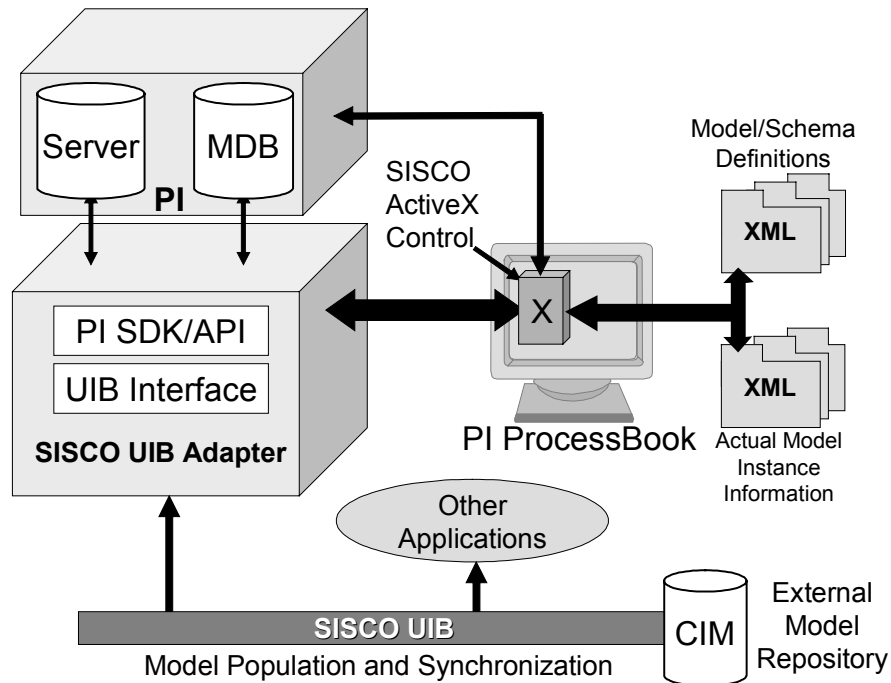 Server
MDB
PI
SISCO
ActiveX
Control
Model/Schema
Definitions
XML
X
PI SDK/API
UIB Interface
SISCO UIB Adapter
PI ProcessBook
XML
Actual Model
Instance
Information
Other
Applications
SISCO UIB
Model Population and Synchronization
CIM
External
Model
Repository